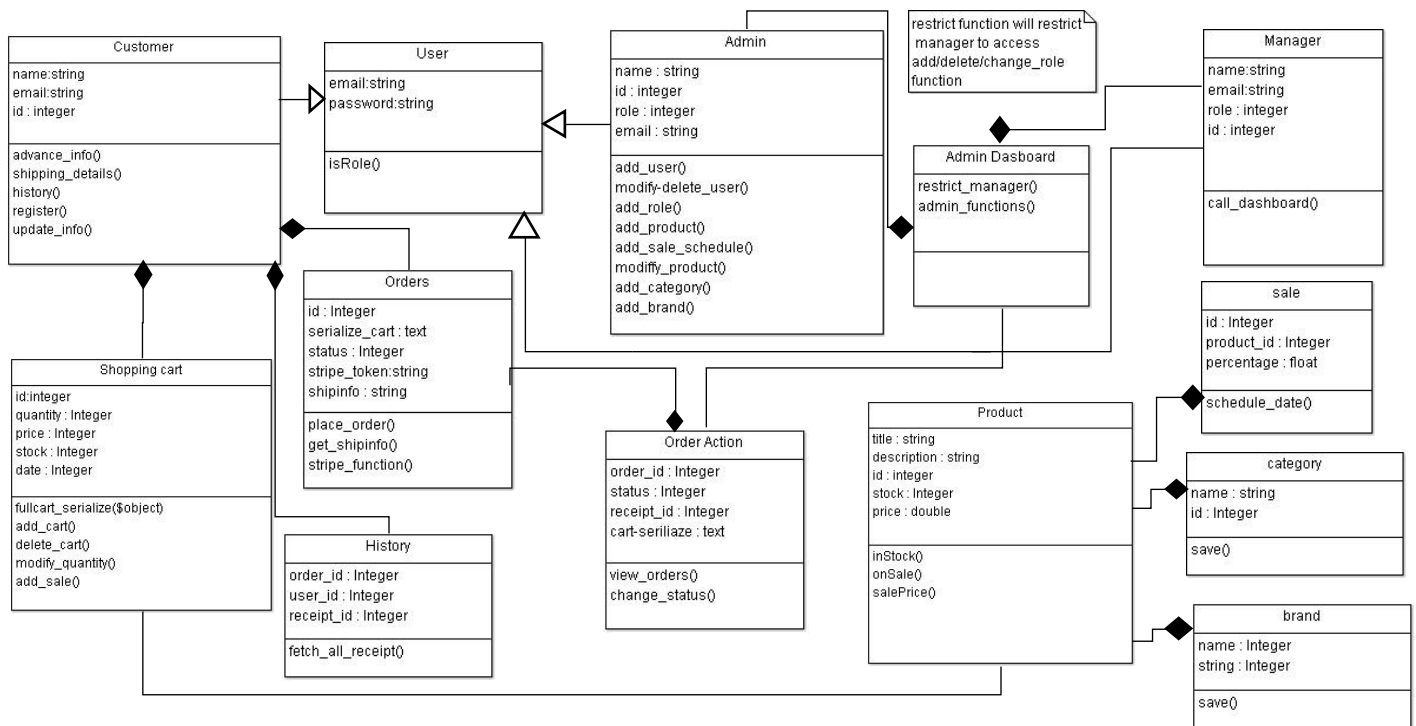 Customer
name:string
email:string
id : integer
advance_info()
shipping_details()
history()
register()
update_info()
User
email:string
password:string
isRole()
Admin
name : string
id : integer
role : integer
email : string
add_user()
modify-delete_user()
add_role()
add_product()
add_sale_schedule()
modiffy_product()
add_category()
add_brand()
restrict function will restrict
manager to access
add/delete/change_role
function
Manager
name:string
email:string
role : integer
id : integer
call_dashboard()
Admin Dasboard
restrict_manager()
admin_functions()
Orders
id : Integer
serialize_cart : text
status : Integer
stripe_token:string
shipinfo : string
place_order()
get_shipinfo()
stripe_function()
sale
id : Integer
product_id : Integer
percentage : float
schedule_date()
Shopping cart
id:integer
quantity : Integer
price : Integer
stock : Integer
date : Integer
fullcart_serialize($object)
add_cart()
delete_cart()
modify_quantity()
add_sale()
History
order_id : Integer
user_id : Integer
receipt_id : Integer
fetch_all_receipt()
Order Action
order_id : Integer
status : Integer
receipt_id : Integer
cart-seriliaze : text
view_orders()
change_status()
Product
title : string
description : string
id : integer
stock : Integer
price : double
inStock()
onSale()
salePrice()
category
name : string
id : Integer
save()
brand
name : Integer
string : Integer
save()